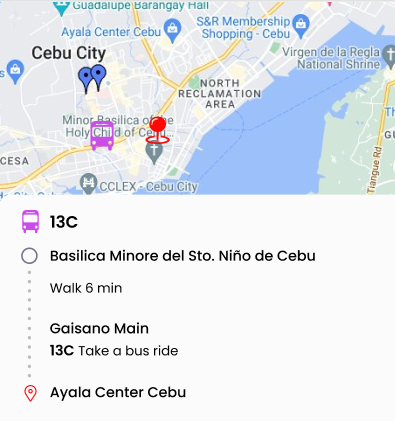 Guadalupe Barangay Hall
Ayala Center Cebu
S&R Membership
Shopping - Cebu
Cebu City
Virgen de la Regla
National Shrine
NORTH
RECLAMATION
AREA
Minor Basilica of the
Holy Child of Cebu...
CESA
Tiangue Rd
CCLEX - Cebu City
13C
Basilica Minore del Sto. Niño de Cebu
Walk 6 min
Gaisano Main
13C Take a bus ride
Ayala Center Cebu